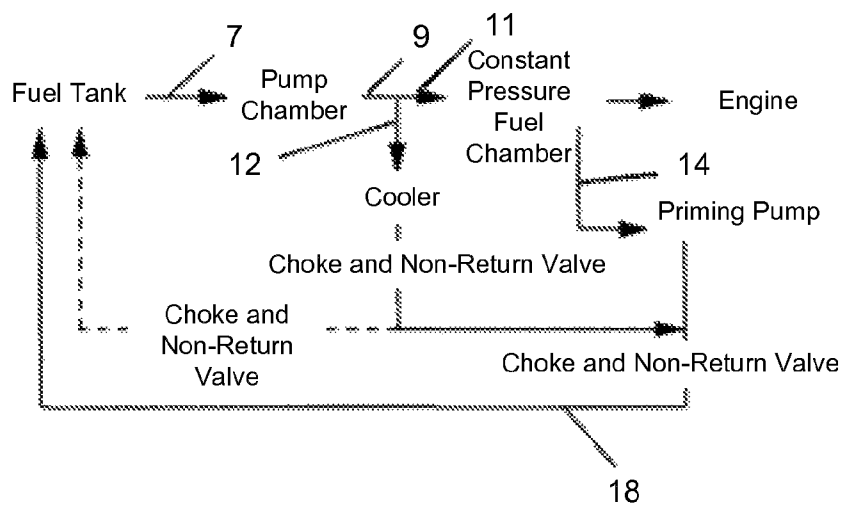 7
9
11
Fuel Tank
Pump
Chamber
Constant
Pressure
Fuel
Chamber
Engine
12
14
Cooler
Priming Pump
Choke and Non-Return Valve
Choke and
Non-Return
Valve
Choke and Non-Return Valve
18